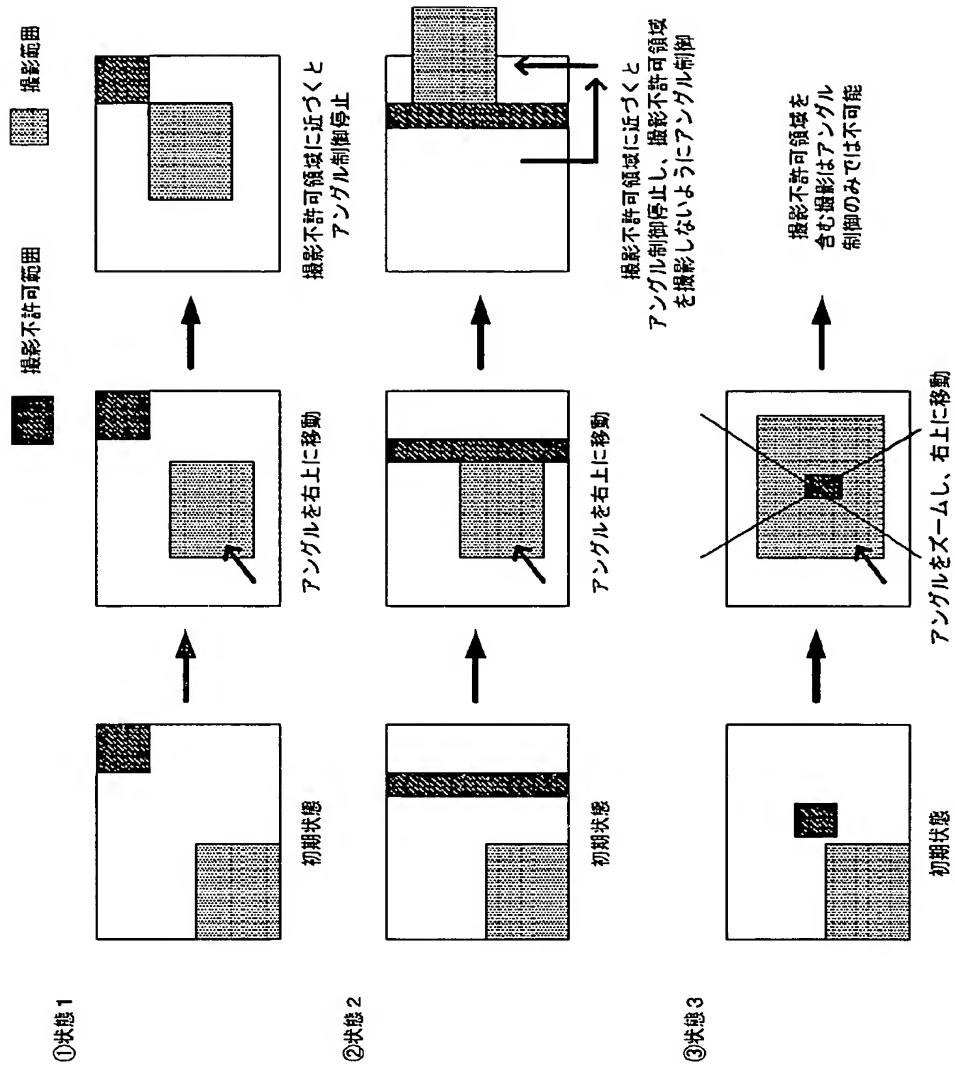 撮影不許可範囲
撮影範囲
①状態1
初期状態
アングルを右上に移動
撮影不許可領域に近づくと
アングル制御停止
②状態2
初期状態
アングルを右上に移動
撮影不許可領域に近づくと
アングル制御停止し、撮影不許可領域
を撮影しないようにアングル制御
③状態3
初期状態
アングルをズームし、右上に移動
撮影不許可領域を
含む撮影はアングル
制御のみでは不可能